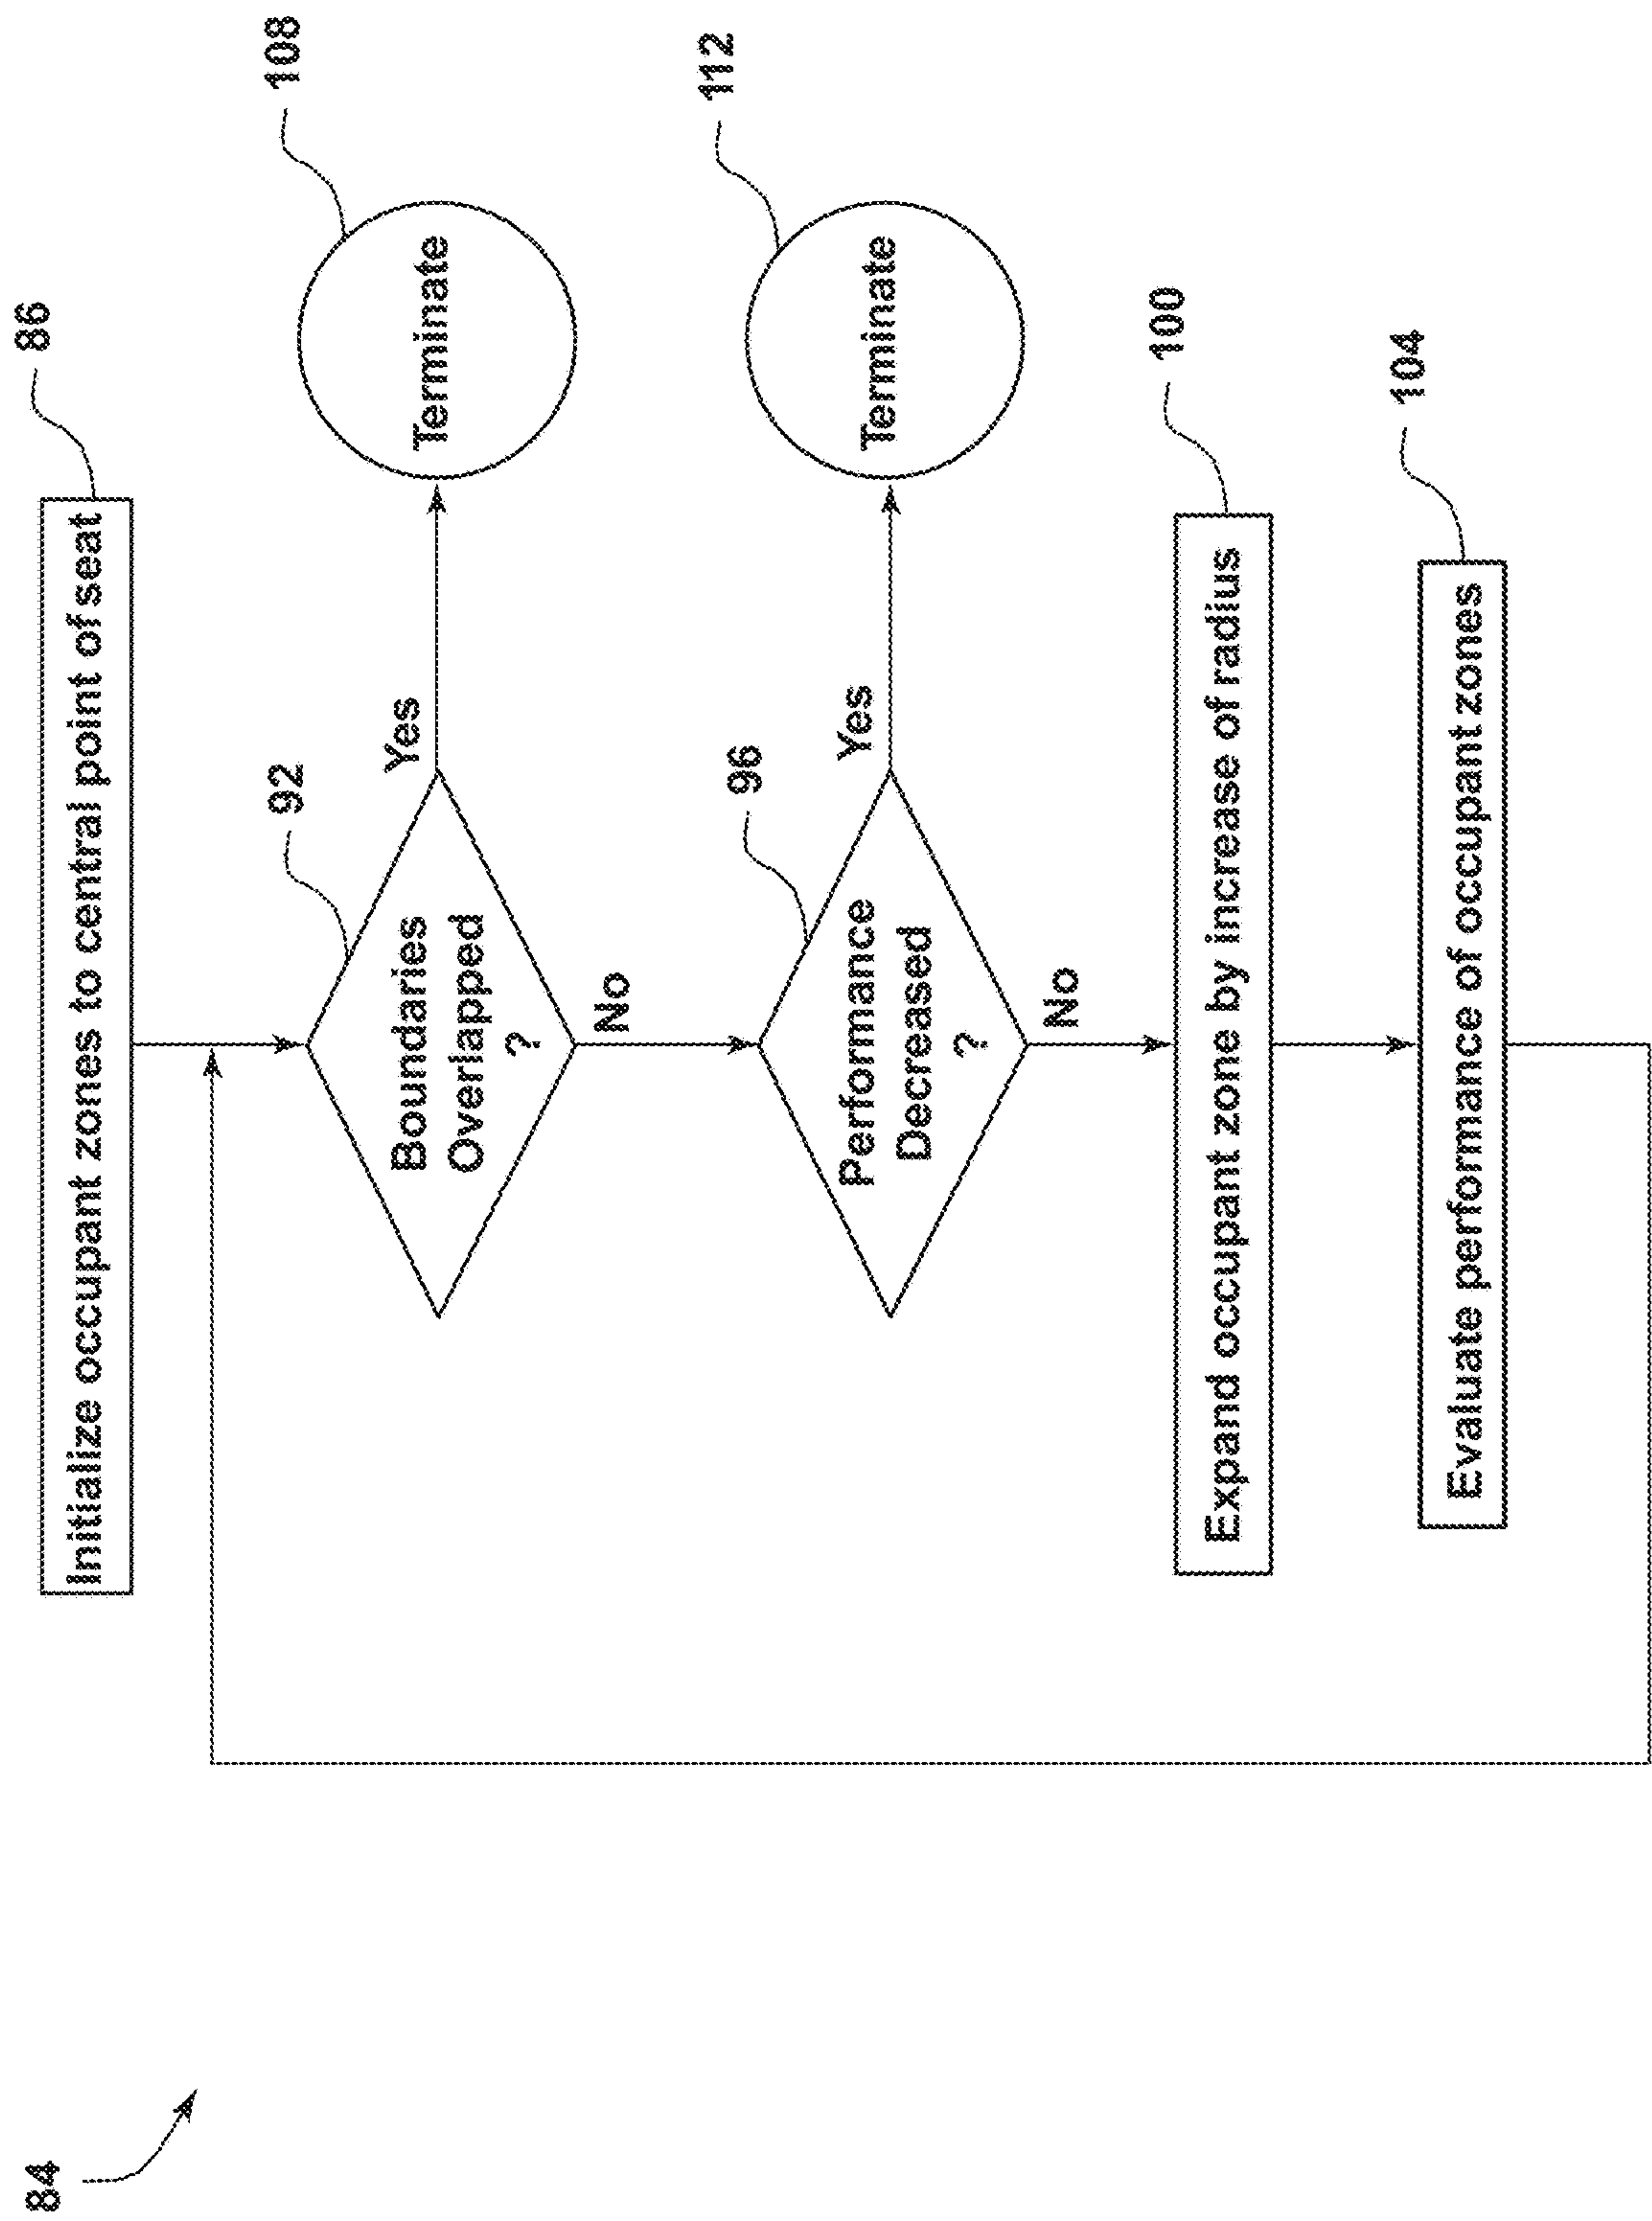 84
86
Initialize occupant zones to central point of seat
92
Boundaries
Overlapped
?
Yes
108
Terminate
No
96
Performance
Decreased
?
Yes
112
Terminate
No
100
Expand occupant zone by increase of radius
104
Evaluate performance of occupant zones